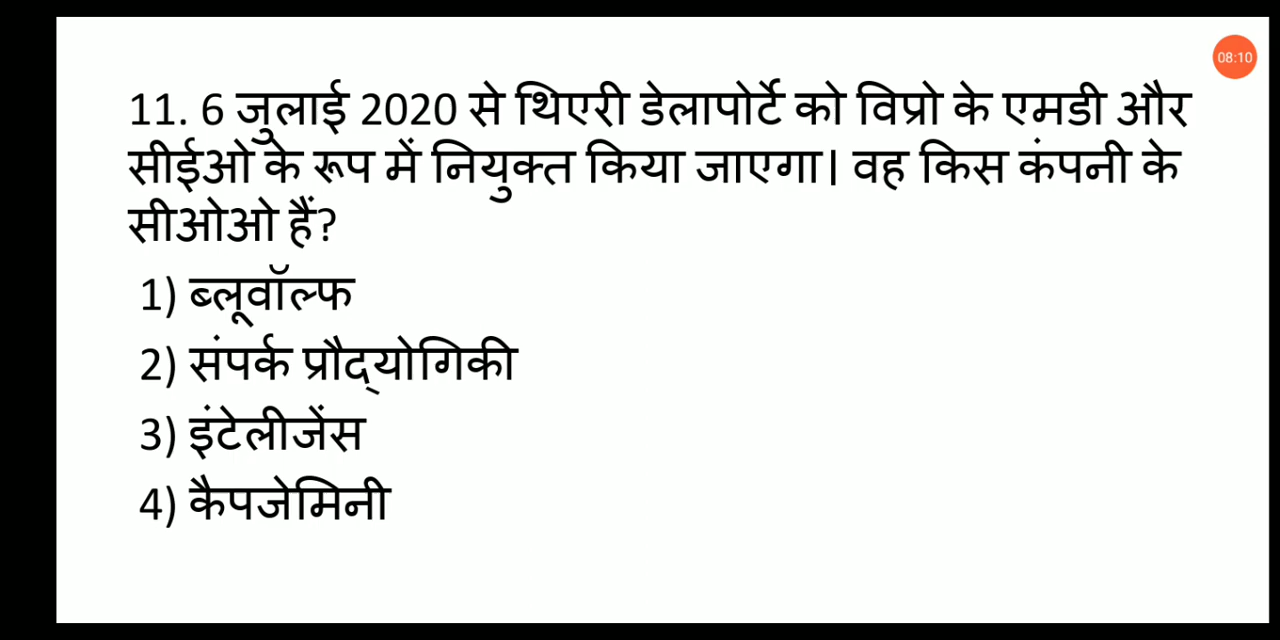 08:10
11. 6 जुलाई 2020 से थिएरी डेलापोर्टे को विप्रो के एमडी और
सीईओ के रूप में नियुक्त किया जाएगा। वह किस कंपनी के
सीओओ हैं?
1) ब्लूवॉल्फ
2) संपर्क प्रौद्योगिकी
3) इंटेलीजेंस
4) कैपजेमिनी